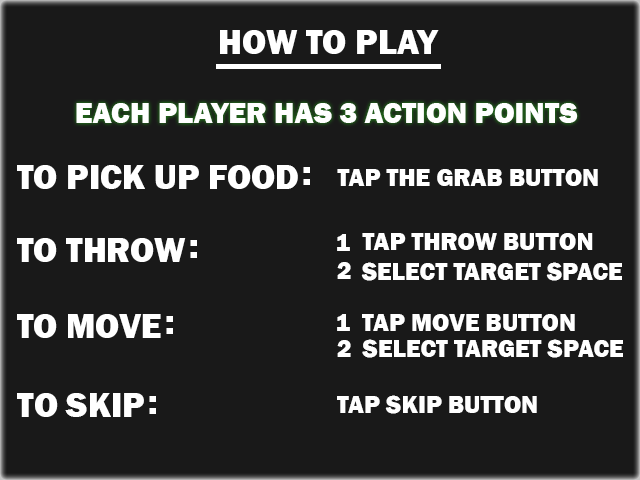 HOW TO PLAY
EACH PLAYER HAS 3 ACTION POINTS
TO PICK UP FOOD: TAP THE GRAB BUTTON
TO THROW: 1 TAP THROW BUTTON
2 SELECT TARGET SPACE
TO MOVE: 1 TAP MOVE BUTTON
2 SELECT TARGET SPACE
TO SKIP: TAP SKIP BUTTON